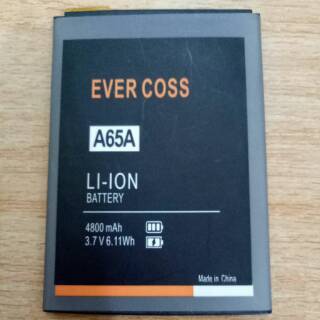 EVER COSS
A65A
LI-ION
BATTERY
4800 mAh
3.7 V 6.11Wh
Made in China